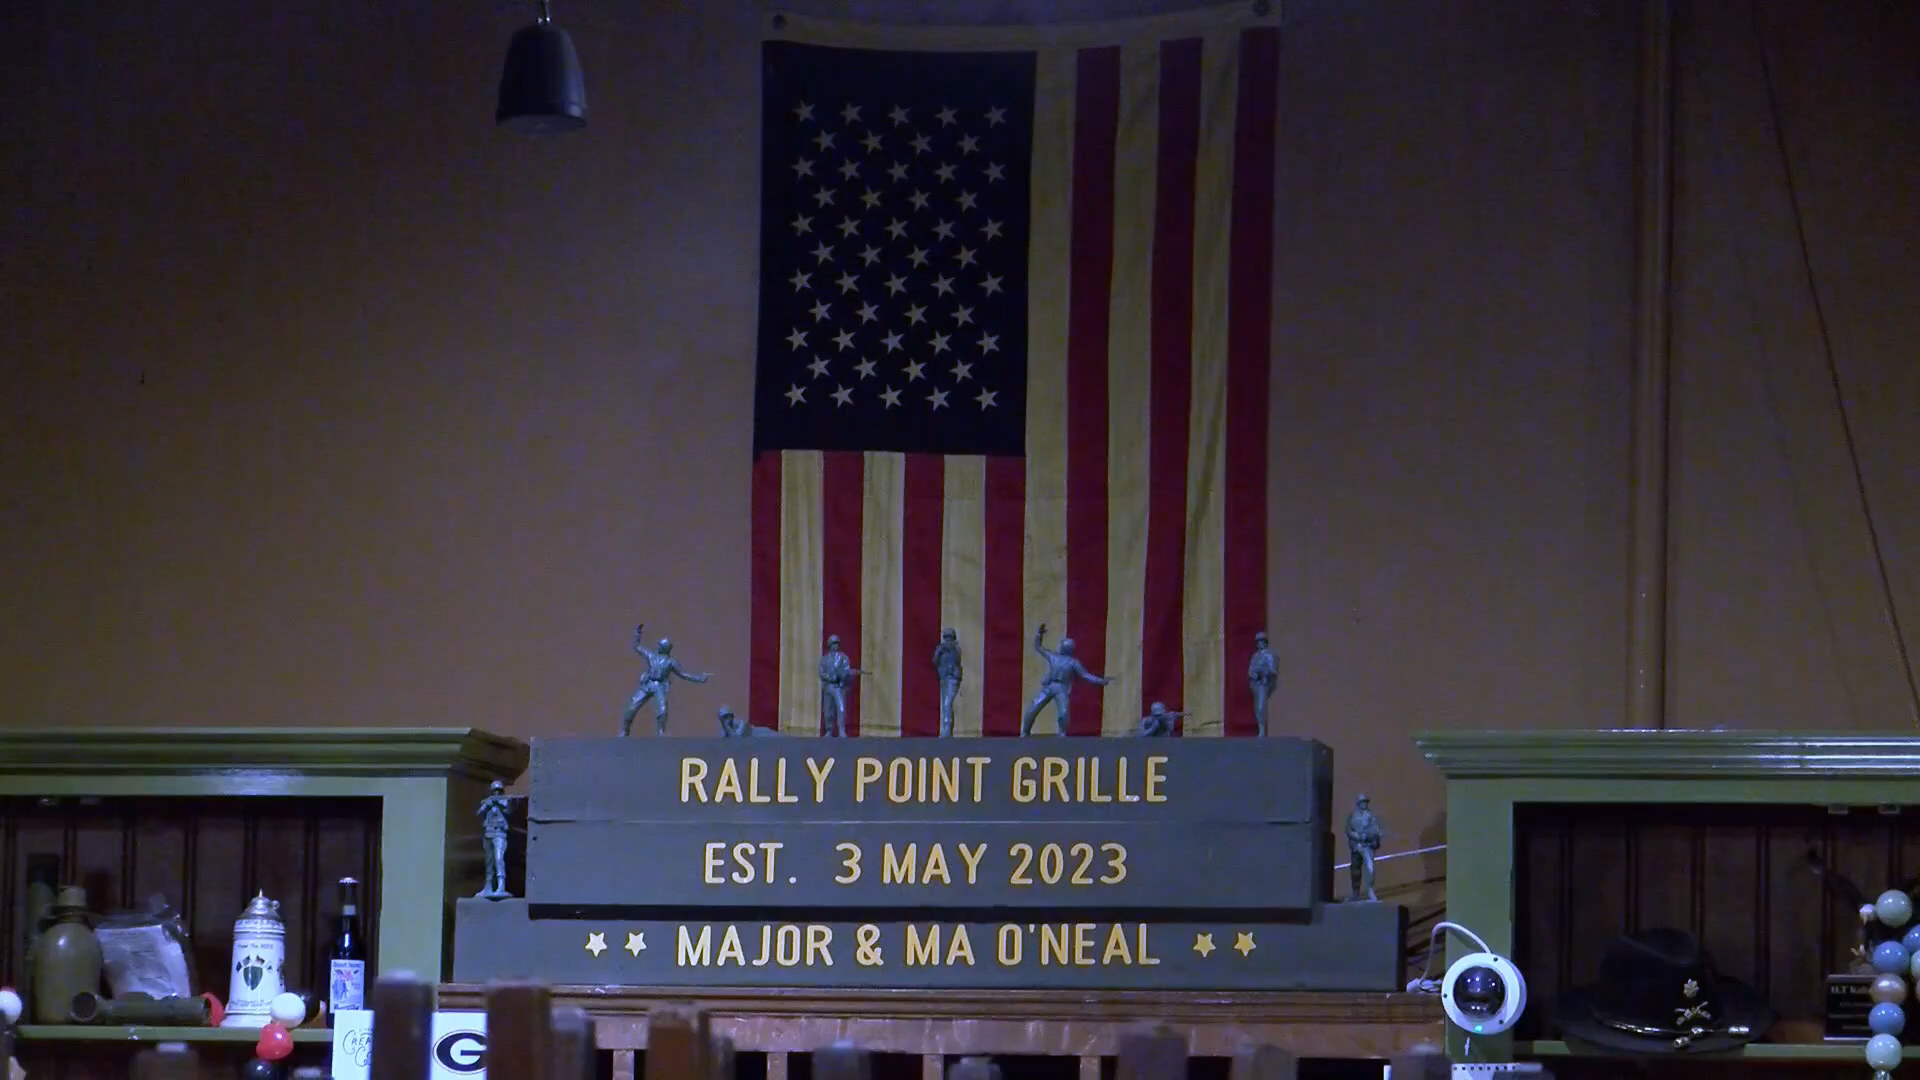 RALLY POINT GRILLE
EST. 3 MAY 2023
MAJOR & MA O'NEAL
G